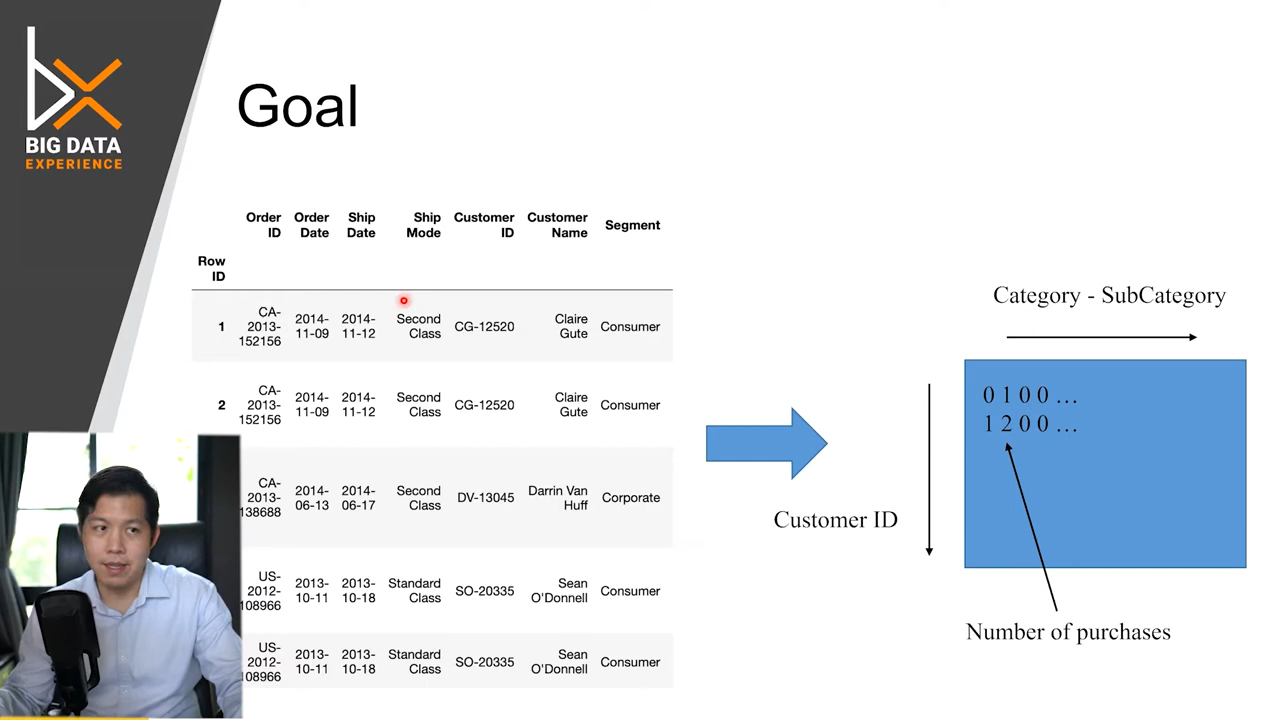 BIG DATA
EXPERIENCE
Goal
Order ID Order Date Ship Date Ship Mode Customer ID Customer Name Segment
Row ID
1 CA-2013-152156 2014-11-09 2014-11-12 Second Class CG-12520 Claire Gute Consumer
2 CA-2013-152156 2014-11-09 2014-11-12 Second Class CG-12520 Claire Gute Consumer
CA-2013-138688 2014-06-13 2014-06-17 Second Class DV-13045 Darrin Van Huff Corporate
US-2012-108966 2013-10-11 2013-10-18 Standard Class SO-20335 Sean O'Donnell Consumer
US-2012-108966 2013-10-11 2013-10-18 Standard Class SO-20335 Sean O'Donnell Consumer
Category - SubCategory
0 1 0 0 ...
1 2 0 0 ...
Customer ID
Number of purchases